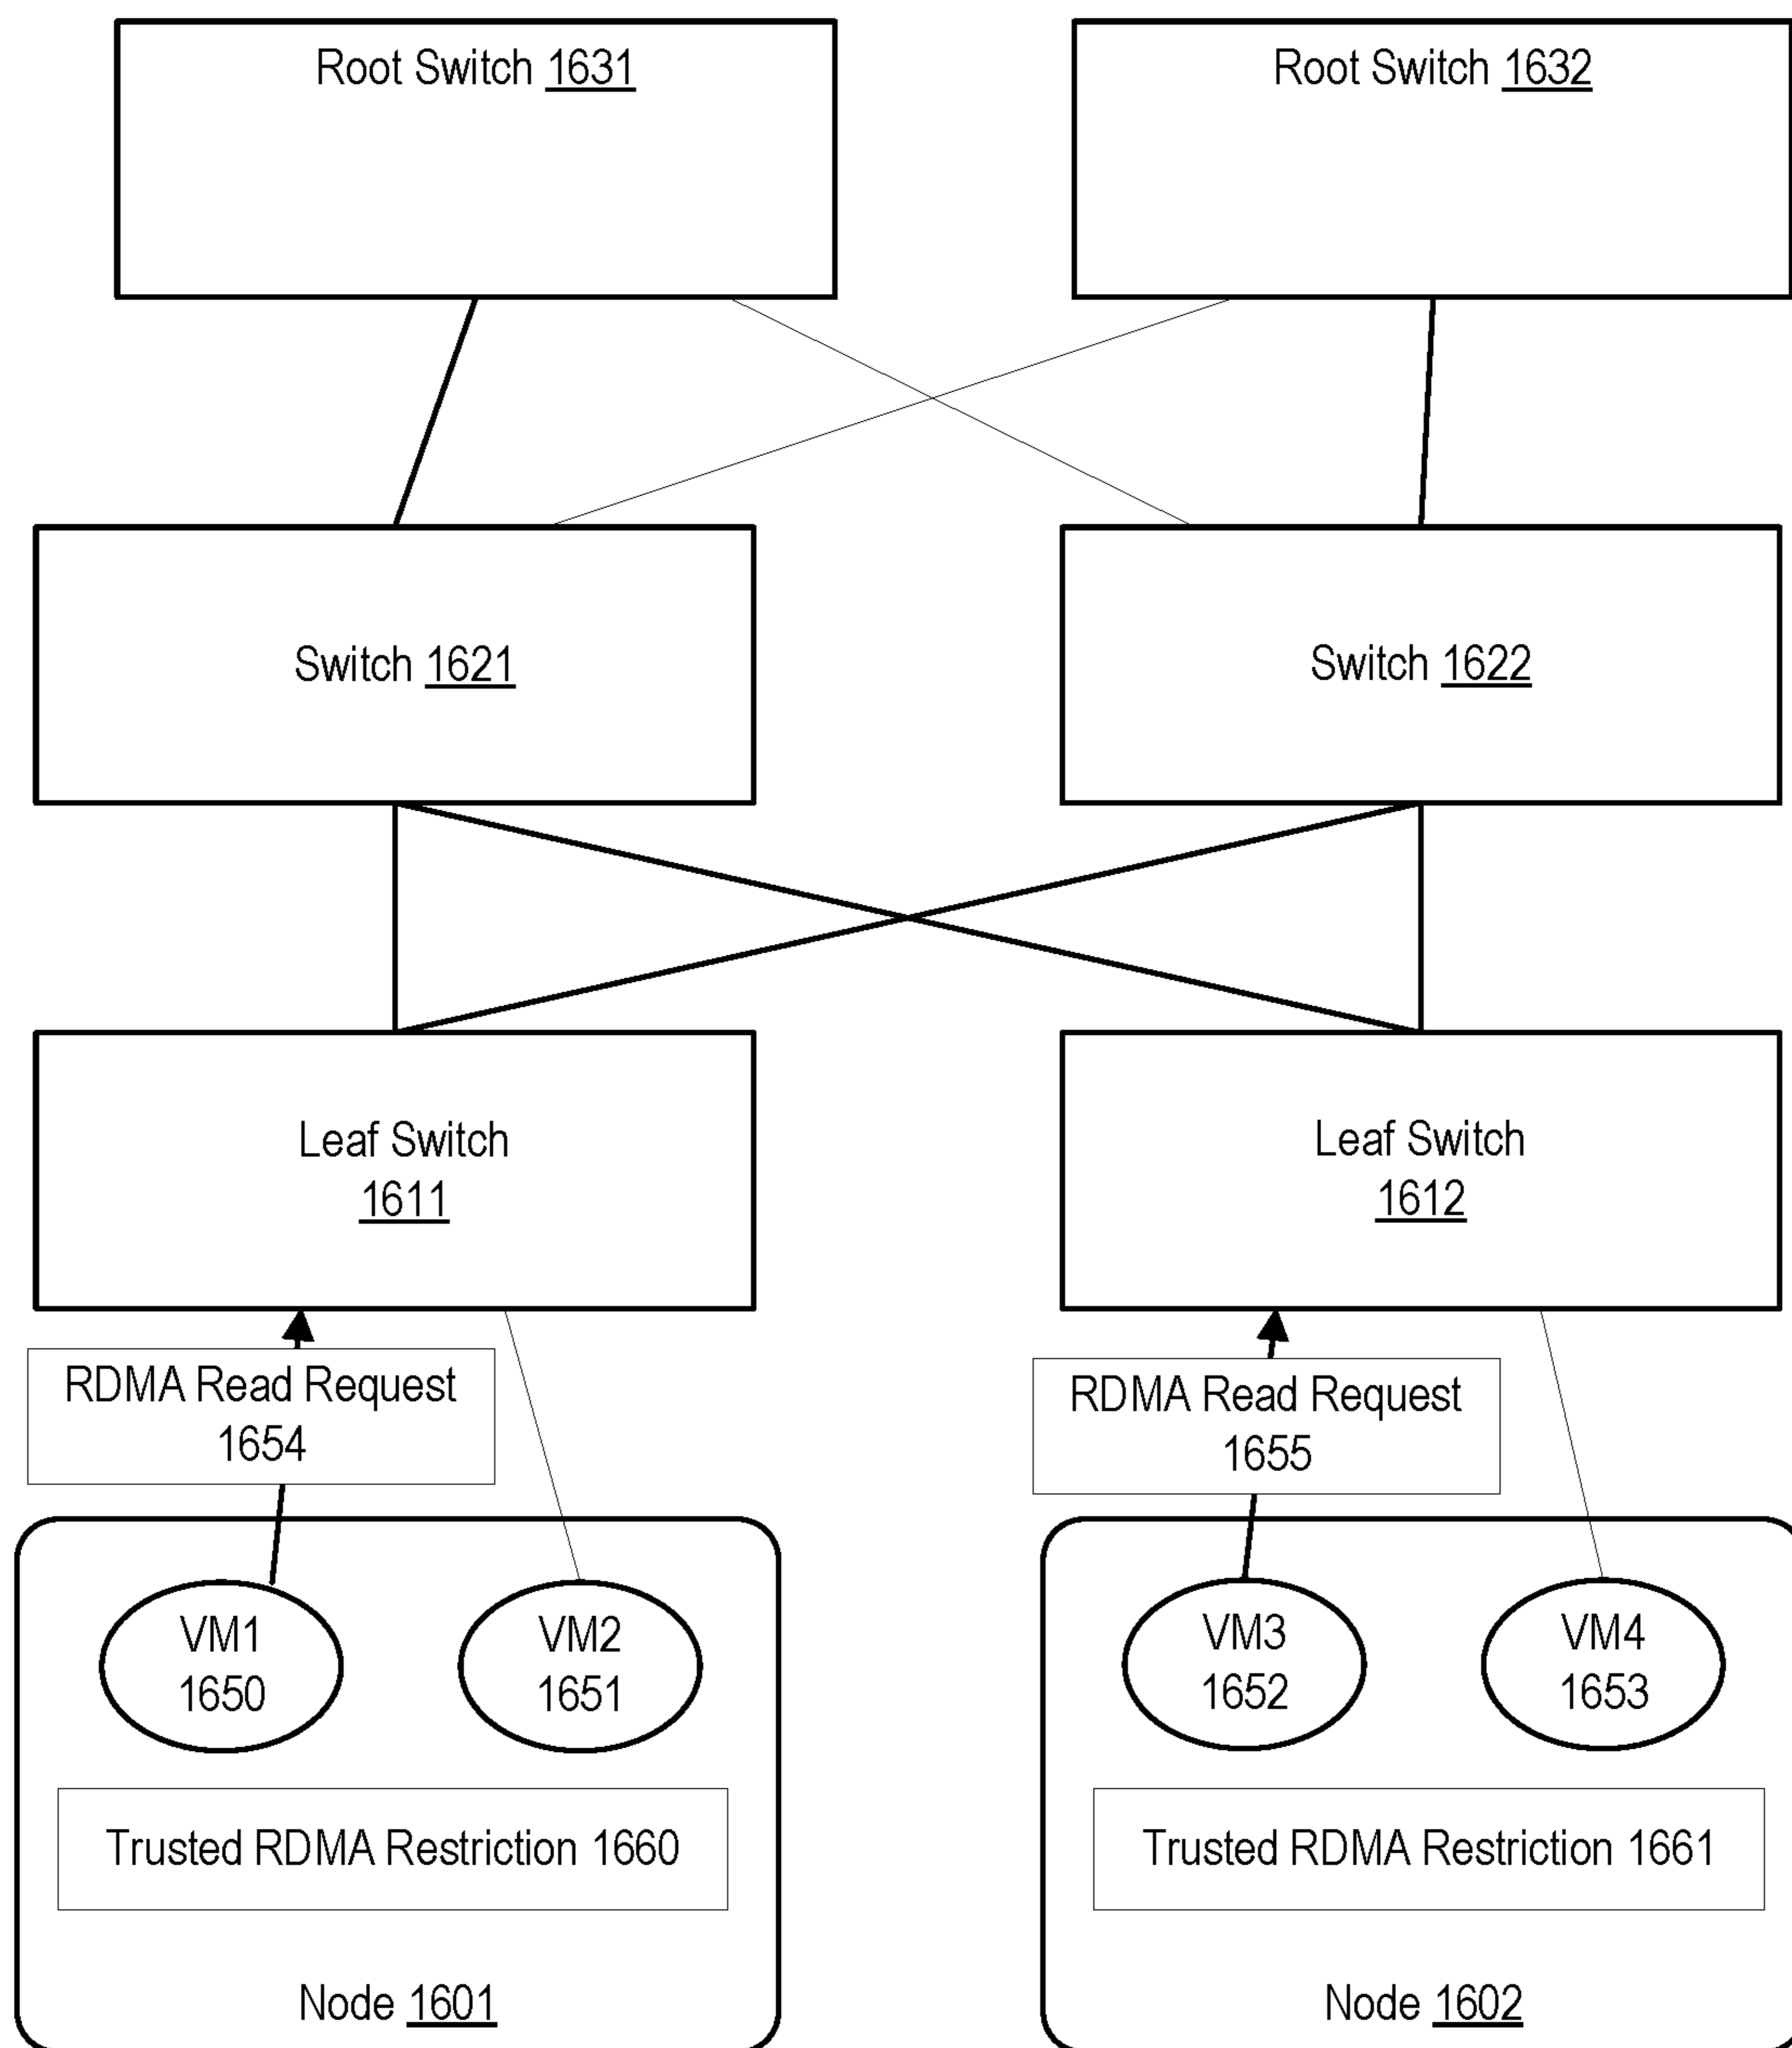 Root Switch 1631
Root Switch 1632
Switch 1621
Switch 1622
Leaf Switch
1611
Leaf Switch
1612
RDMA Read Request
1654
RDMA Read Request
1655
VM1
1650
VM2
1651
VM3
1652
VM4
1653
Trusted RDMA Restriction 1660
Trusted RDMA Restriction 1661
Node 1601
Node 1602